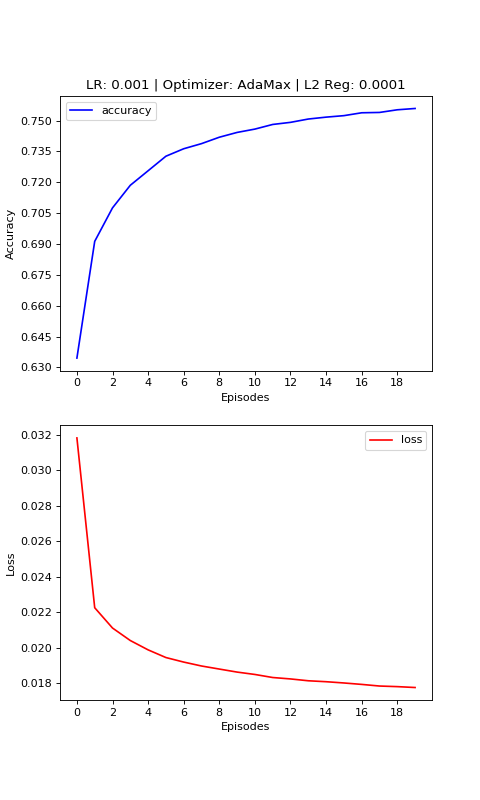 LR: 0.001 | Optimizer: AdaMax | L2 Reg: 0.0001
accuracy
0.750
0.735
0.720
0.705
0.690
0.675
0.660
0.645
0.630
Accuracy
0 2 4 6 8 10 12 14 16 18
Episodes
loss
0.032
0.030
0.028
0.026
0.024
0.022
0.020
0.018
Loss
0 2 4 6 8 10 12 14 16 18
Episodes